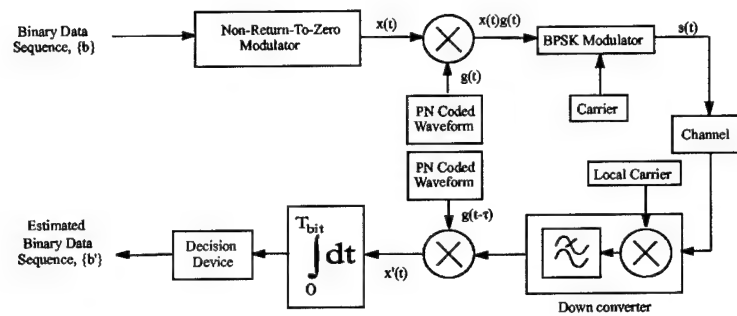 Binary Data
Sequence, {b}
Non-Return-To-Zero
Modulator
x(t)
x(t)g(t)
BPSK Modulator
s(t)
g(t)
PN Coded
Waveform
Carrier
Channel
PN Coded
Waveform
Local Carrier
g(t-τ)
Estimated
Binary Data
Sequence, {b'}
Decision
Device
T_bit
∫dt
O
x'(t)
Down converter